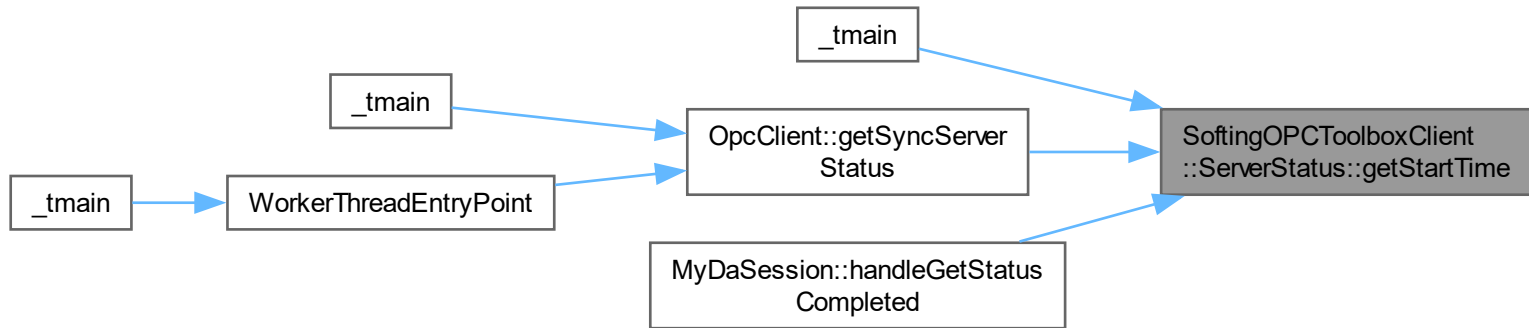 _tmain
_tmain
OpcClient::getSyncServer
Status
SoftingOPCToolboxClient
::ServerStatus::getStartTime
_tmain
WorkerThreadEntryPoint
MyDaSession::handleGetStatus
Completed